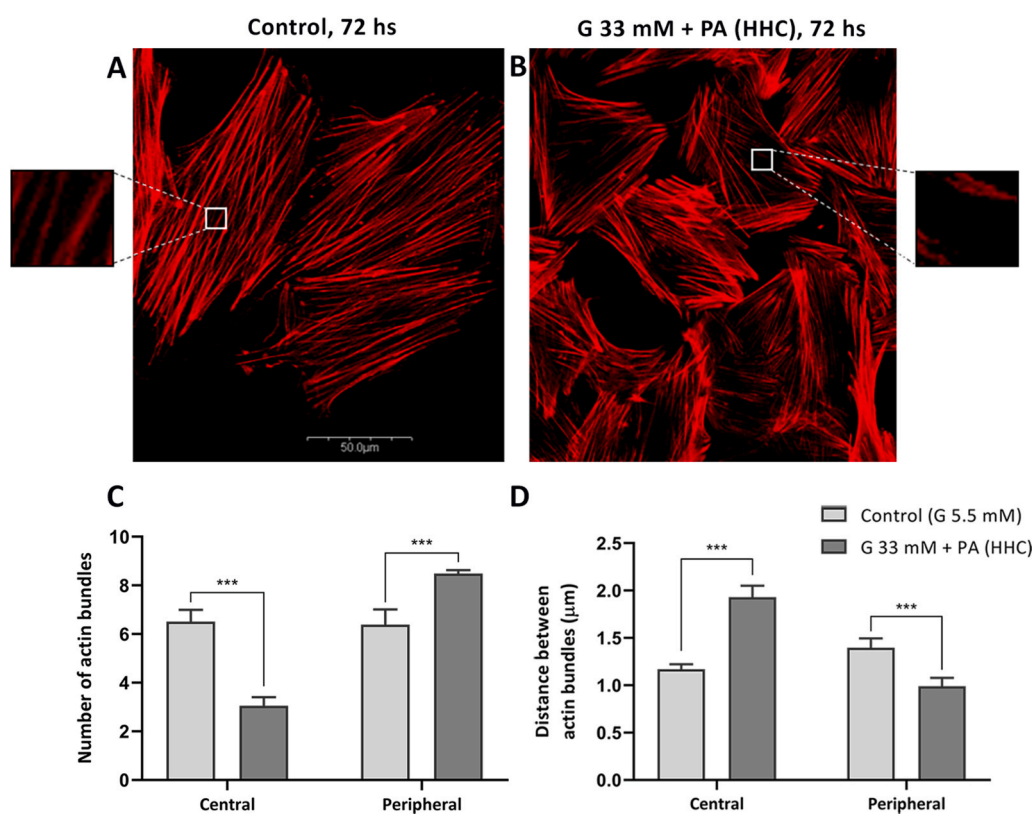 Control, 72 hs
G 33 mM + PA (HHC), 72 hs
A
B
50.0µm
C
D
Control (G 5.5 mM)
G 33 mM + PA (HHC)
Number of actin bundles
10
8
6
4
2
0
***
***
Central
Peripheral
Distance between
actin bundles (µm)
2.5
2.0
1.5
1.0
0.5
0.0
***
***
Central
Peripheral